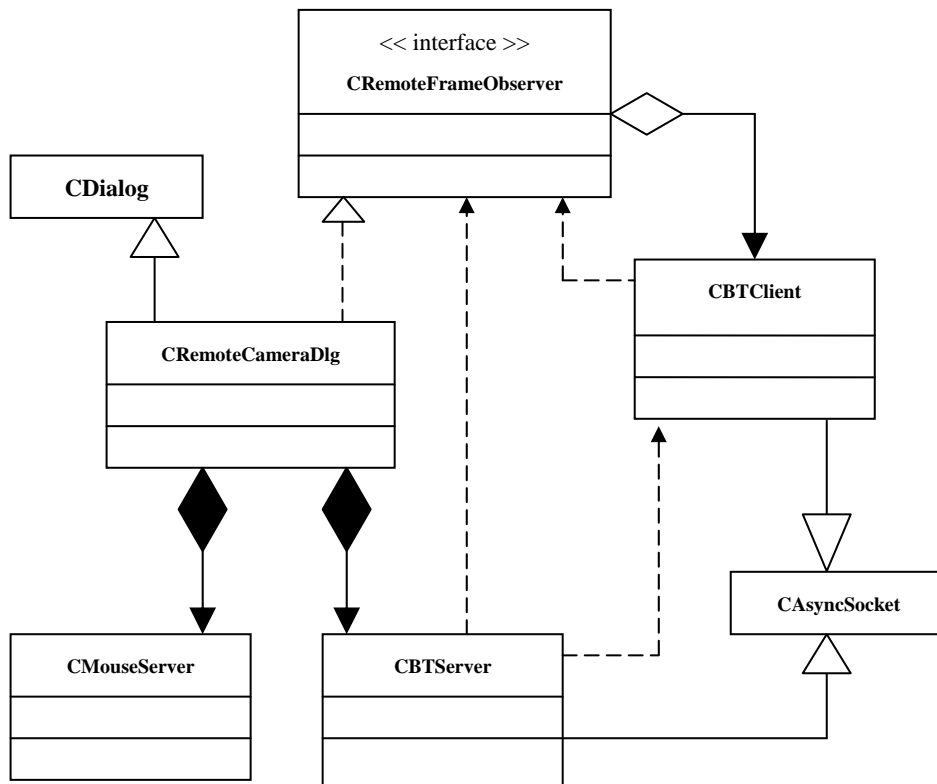 << interface >>
CRemoteFrameObserver
CDialog
CBTClient
CRemoteCameraDlg
CAsyncSocket
CMouseServer
CBTServer